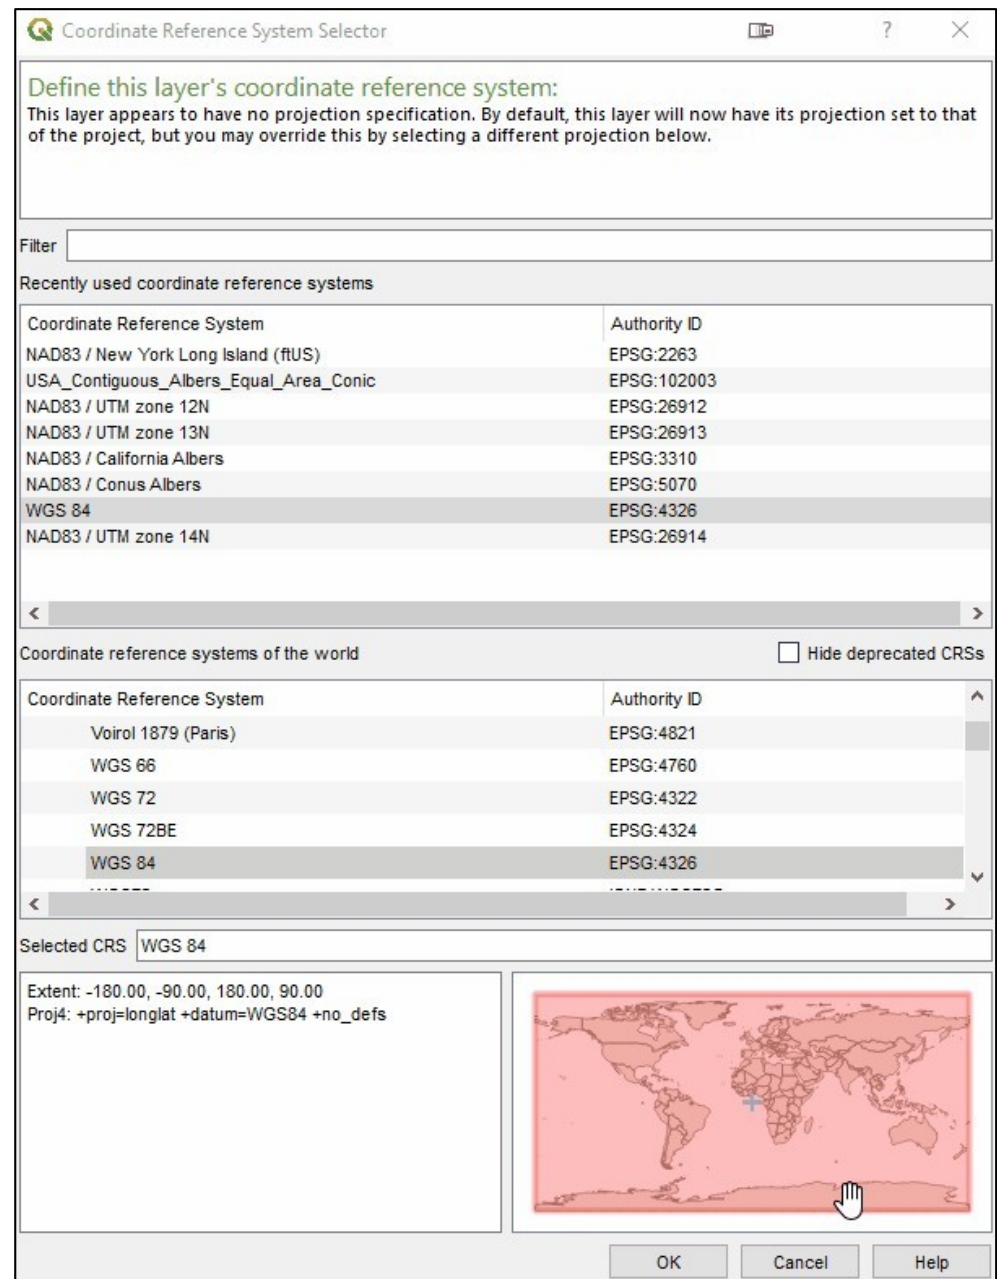 Coordinate Reference System Selector
?
Define this layer's coordinate reference system:
This layer appears to have no projection specification. By default, this layer will now have its projection set to that
of the project, but you may override this by selecting a different projection below.
Filter
Recently used coordinate reference systems
Coordinate Reference System Authority ID
NAD83 / New York Long Island (ftUS) EPSG:2263
USA_Contiguous_Albers_Equal_Area_Conic EPSG:102003
NAD83 / UTM zone 12N EPSG:26912
NAD83 / UTM zone 13N EPSG:26913
NAD83 / California Albers EPSG:3310
NAD83 / Conus Albers EPSG:5070
WGS 84 EPSG:4326
NAD83 / UTM zone 14N EPSG:26914
Coordinate reference systems of the world Hide deprecated CRSs
Coordinate Reference System Authority ID
Voirol 1879 (Paris) EPSG:4821
WGS 66 EPSG:4760
WGS 72 EPSG:4322
WGS 72BE EPSG:4324
WGS 84 EPSG:4326
Selected CRS WGS 84
Extent: -180.00, -90.00, 180.00, 90.00
Proj4: +proj=longlat +datum=WGS84 +no_defs
OK Cancel Help